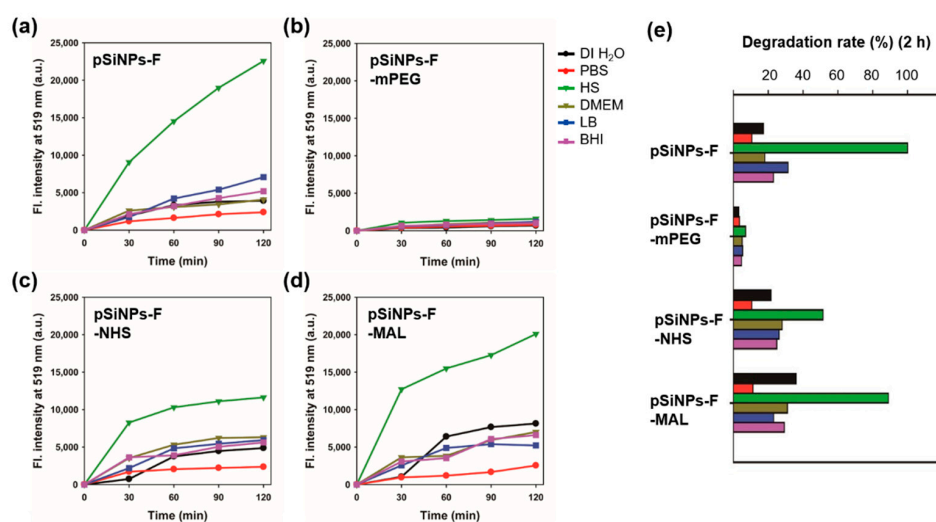 (a)
pSiNPs-F
Fl. intensity at 519 nm (a.u.)
25,000
20,000
15,000
10,000
5,000
0
0 30 60 90 120
Time (min)
(b)
pSiNPs-F
-mPEG
Fl. intensity at 519 nm (a.u.)
25,000
20,000
15,000
10,000
5,000
0
0 30 60 90 120
Time (min)
DI H₂O
PBS
HS
DMEM
LB
BHI
(c)
pSiNPs-F
-NHS
Fl. intensity at 519 nm (a.u.)
25,000
20,000
15,000
10,000
5,000
0
0 30 60 90 120
Time (min)
(d)
pSiNPs-F
-MAL
Fl. intensity at 519 nm (a.u.)
25,000
20,000
15,000
10,000
5,000
0
0 30 60 90 120
Time (min)
(e)
Degradation rate (%) (2 h)
20 40 60 80 100
pSiNPs-F
pSiNPs-F
-mPEG
pSiNPs-F
-NHS
pSiNPs-F
-MAL